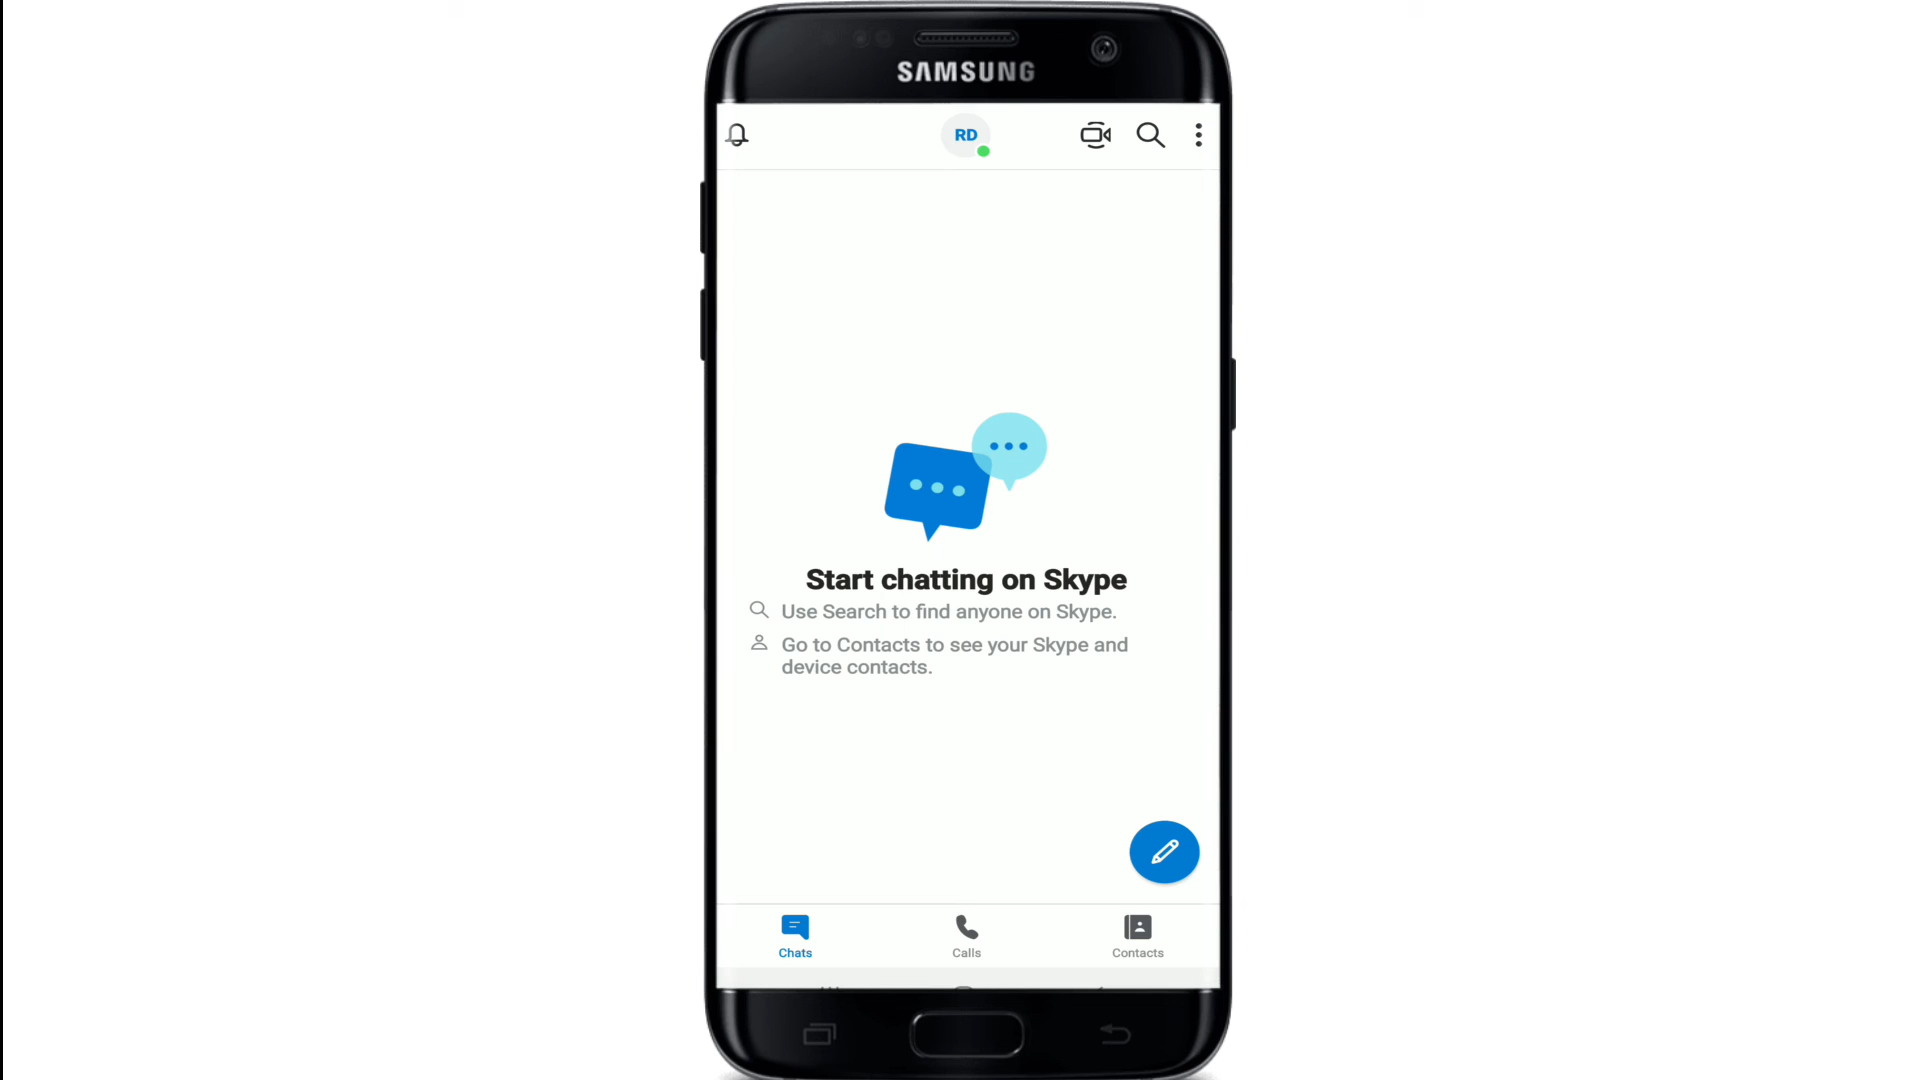 SAMSUNG
RD
Start chatting on Skype
Use Search to find anyone on Skype.
Go to Contacts to see your Skype and
device contacts.
Chats
Calls
Contacts